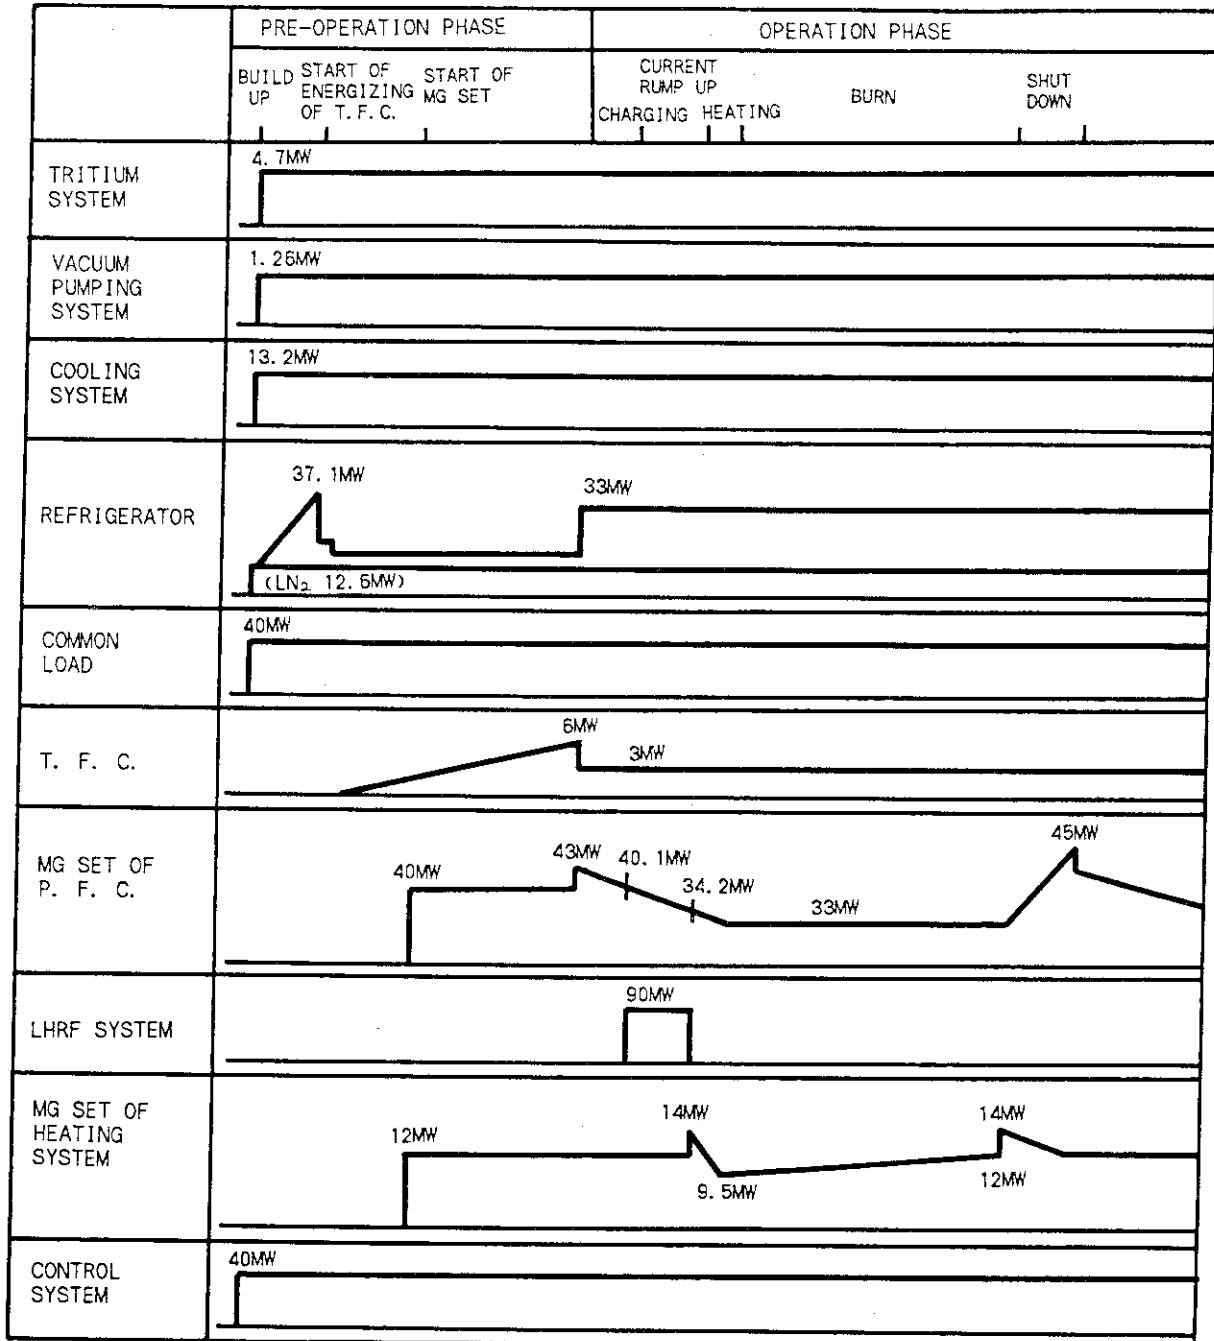 PRE-OPERATION PHASE
OPERATION PHASE
BUILD UP
START OF ENERGIZING OF T.F.C.
START OF MG SET
CHARGING
CURRENT RUMP UP
HEATING
BURN
SHUT DOWN
TRITIUM
SYSTEM
4.7MW
VACUUM
PUMPING
SYSTEM
1.26MW
COOLING
SYSTEM
13.2MW
REFRIGERATOR
37.1MW
33MW
(LN₂ 12.6MW)
COMMON
LOAD
40MW
T. F. C.
6MW
3MW
MG SET OF
P. F. C.
40MW
43MW
40.1MW
34.2MW
33MW
45MW
LHRF SYSTEM
90MW
MG SET OF
HEATING
SYSTEM
12MW
14MW
9.5MW
14MW
12MW
CONTROL
SYSTEM
40MW